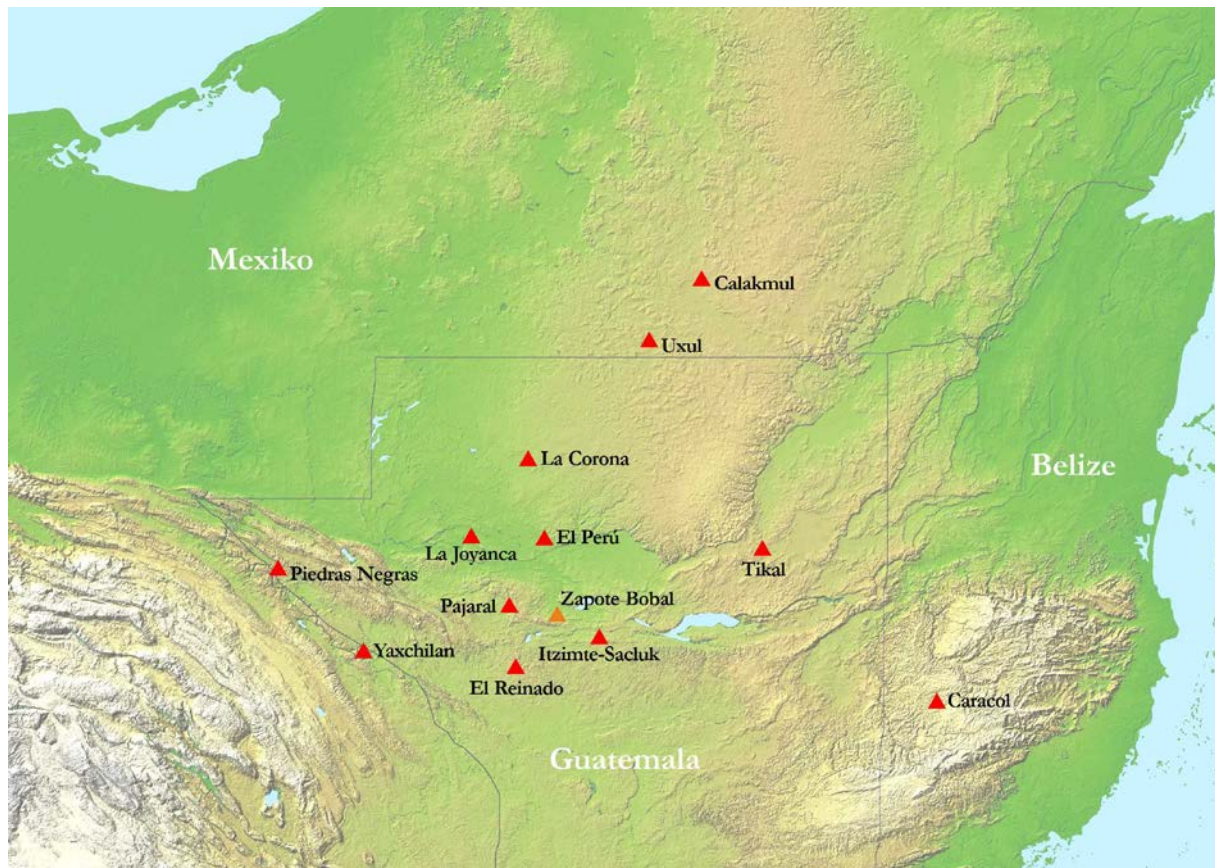 Mexiko
Calakmul
Uxul
La Corona
Belize
La Joyanca
El Perú
Tikal
Piedras Negras
Pajaral
Zapote Bobal
Yaxchilan
Itzimte-Sacluk
El Reinado
Caracol
Guatemala